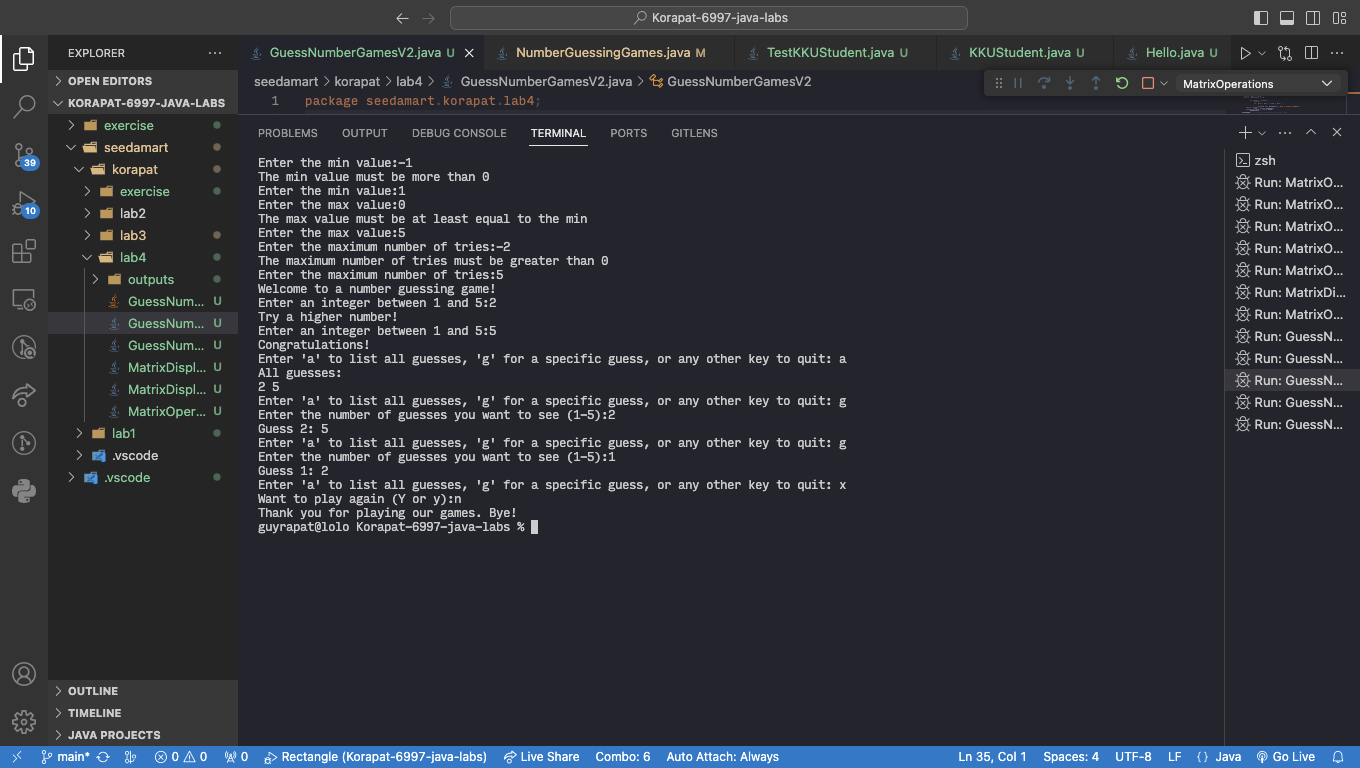 Korapat-6997-java-labs
EXPLORER
OPEN EDITORS
KORAPAT-6997-JAVA-LABS
exercise
seedamart
korapat
exercise
lab2
lab3
lab4
outputs
GuessNum... U
GuessNum... U
GuessNum... U
MatrixDispl... U
MatrixDispl... U
MatrixOper... U
lab1
.vscode
.vscode
OUTLINE
TIMELINE
JAVA PROJECTS
39
10
GuessNumberGamesV2.java U
NumberGuessingGames.java M
TestKKUStudent.java U
KKUStudent.java U
Hello.java U
seedamart > korapat > lab4 > GuessNumberGamesV2.java > GuessNumberGamesV2
MatrixOperations
1 package seedamart.korapat.lab4;
PROBLEMS OUTPUT DEBUG CONSOLE TERMINAL PORTS GITLENS
Enter the min value:-1
The min value must be more than 0
Enter the min value:1
Enter the max value:0
The max value must be at least equal to the min
Enter the max value:5
Enter the maximum number of tries:-2
The maximum number of tries must be greater than 0
Enter the maximum number of tries:5
Welcome to a number guessing game!
Enter an integer between 1 and 5:2
Try a higher number!
Enter an integer between 1 and 5:5
Congratulations!
Enter 'a' to list all guesses, 'g' for a specific guess, or any other key to quit: a
All guesses:
2 5
Enter 'a' to list all guesses, 'g' for a specific guess, or any other key to quit: g
Enter the number of guesses you want to see (1-5):2
Guess 2: 5
Enter 'a' to list all guesses, 'g' for a specific guess, or any other key to quit: g
Enter the number of guesses you want to see (1-5):1
Guess 1: 2
Enter 'a' to list all guesses, 'g' for a specific guess, or any other key to quit: x
Want to play again (Y or y):n
Thank you for playing our games. Bye!
guyrapat@lolo Korapat-6997-java-labs %
zsh
Run: MatrixO...
Run: MatrixO...
Run: MatrixO...
Run: MatrixO...
Run: MatrixO...
Run: MatrixDi...
Run: MatrixO...
Run: GuessN...
Run: GuessN...
Run: GuessN...
Run: GuessN...
Run: GuessN...
main* 0 0 0 Rectangle (Korapat-6997-java-labs) Live Share Combo: 6 Auto Attach: Always Ln 35, Col 1 Spaces: 4 UTF-8 LF {} Java Go Live